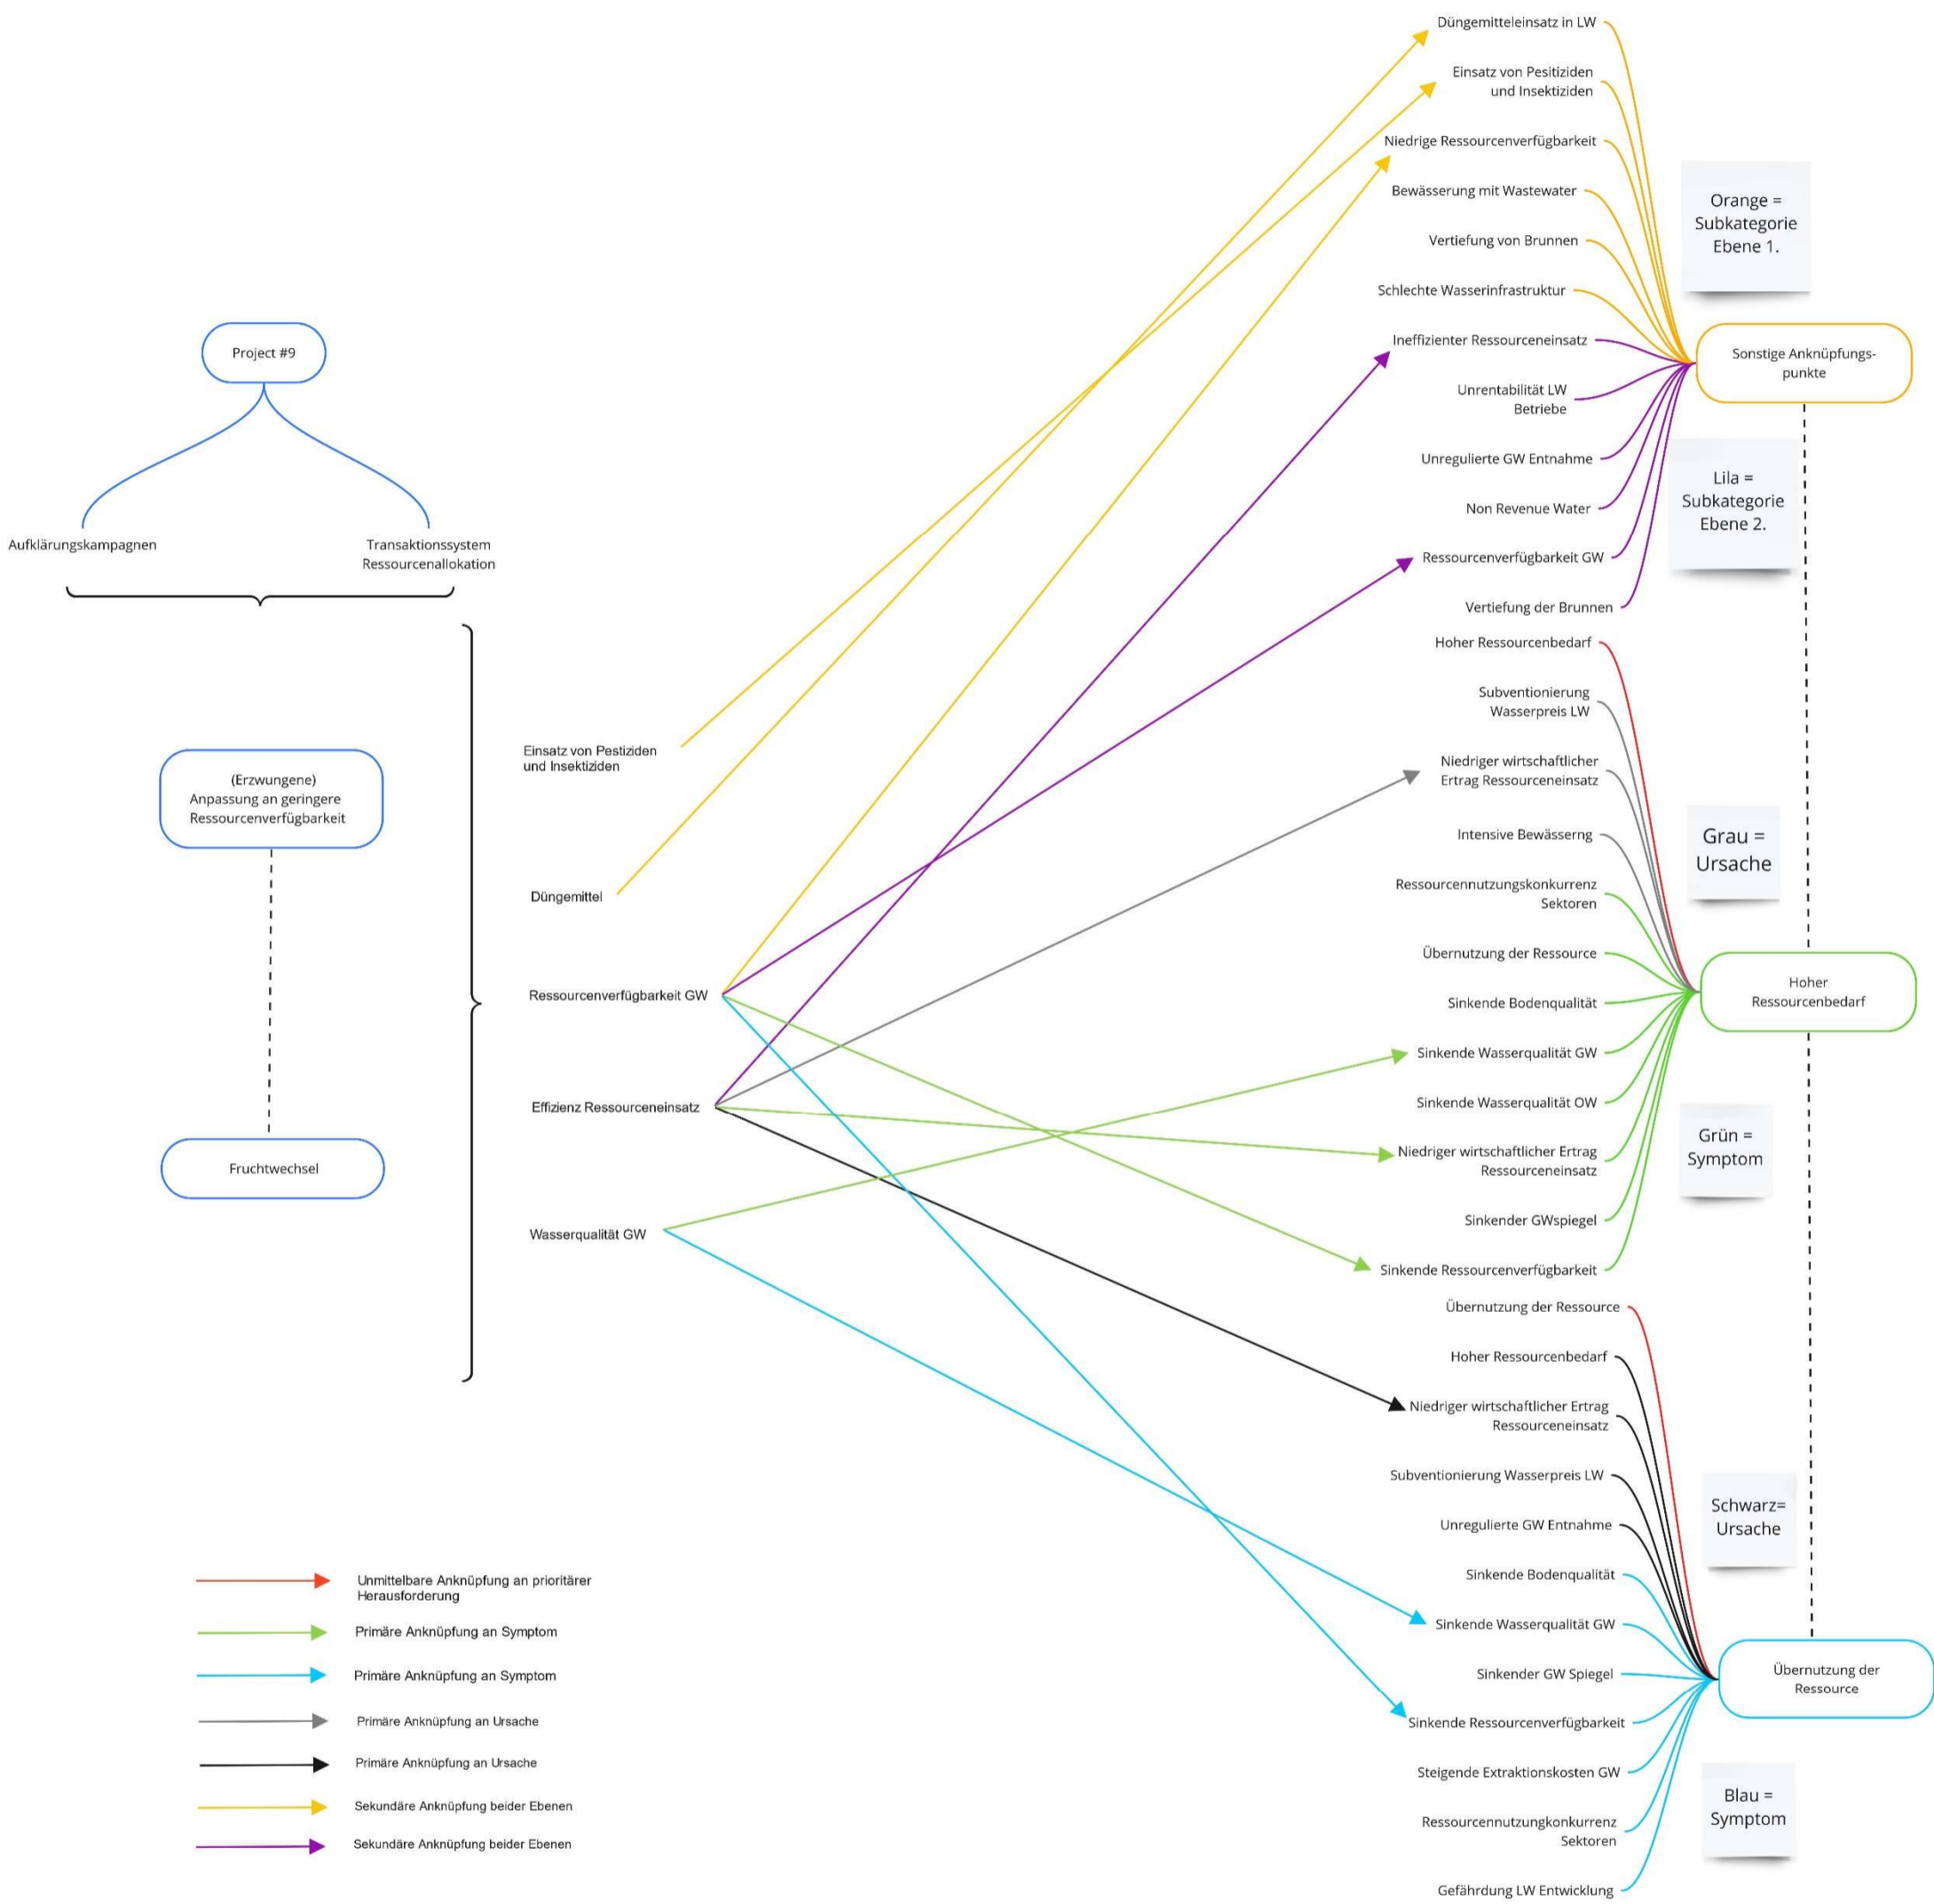 Project #9
Aufklärungskampagnen
Transaktionssystem
Ressourcenallokation
(Erzwungene)
Anpassung an geringere
Ressourcenverfügbarkeit
Fruchtwechsel
Einsatz von Pestiziden
und Insektiziden
Düngemittel
Ressourcenverfügbarkeit GW
Effizienz Ressourceneinsatz
Wasserqualität GW
Unmittelbare Anknüpfung an prioritärer
Herausforderung
Primäre Anknüpfung an Symptom
Primäre Anknüpfung an Symptom
Primäre Anknüpfung an Ursache
Primäre Anknüpfung an Ursache
Sekundäre Anknüpfung beider Ebenen
Sekundäre Anknüpfung beider Ebenen
Düngemitteleinsatz in LW
Einsatz von Pesitiziden
und Insektiziden
Niedrige Ressourcenverfügbarkeit
Bewässerung mit Wastewater
Vertiefung von Brunnen
Schlechte Wasserinfrastruktur
Ineffizienter Ressourceneinsatz
Unrentabilität LW
Betriebe
Unregulierte GW Entnahme
Non Revenue Water
Ressourcenverfügbarkeit GW
Vertiefung der Brunnen
Hoher Ressourcenbedarf
Subventionierung
Wasserpreis LW
Niedriger wirtschaftlicher
Ertrag Ressourceneinsatz
Intensive Bewässerng
Ressourcennutzungskonkurrenz
Sektoren
Übernutzung der Ressource
Sinkende Bodenqualität
Sinkende Wasserqualität GW
Sinkende Wasserqualität OW
Niedriger wirtschaftlicher Ertrag
Ressourceneinsatz
Sinkender GWspiegel
Sinkende Ressourcenverfügbarkeit
Übernutzung der Ressource
Hoher Ressourcenbedarf
Niedriger wirtschaftlicher Ertrag
Ressourceneinsatz
Subventionierung Wasserpreis LW
Unregulierte GW Entnahme
Sinkende Bodenqualität
Sinkende Wasserqualität GW
Sinkender GW Spiegel
Sinkende Ressourcenverfügbarkeit
Steigende Extraktionskosten GW
Ressourcennutzungkonkurrenz
Sektoren
Gefährdung LW Entwicklung
Orange =
Subkategorie
Ebene 1.
Sonstige Anknüpfungs-
punkte
Lila =
Subkategorie
Ebene 2.
Grau =
Ursache
Hoher
Ressourcenbedarf
Grün =
Symptom
Schwarz=
Ursache
Übernutzung der
Ressource
Blau =
Symptom